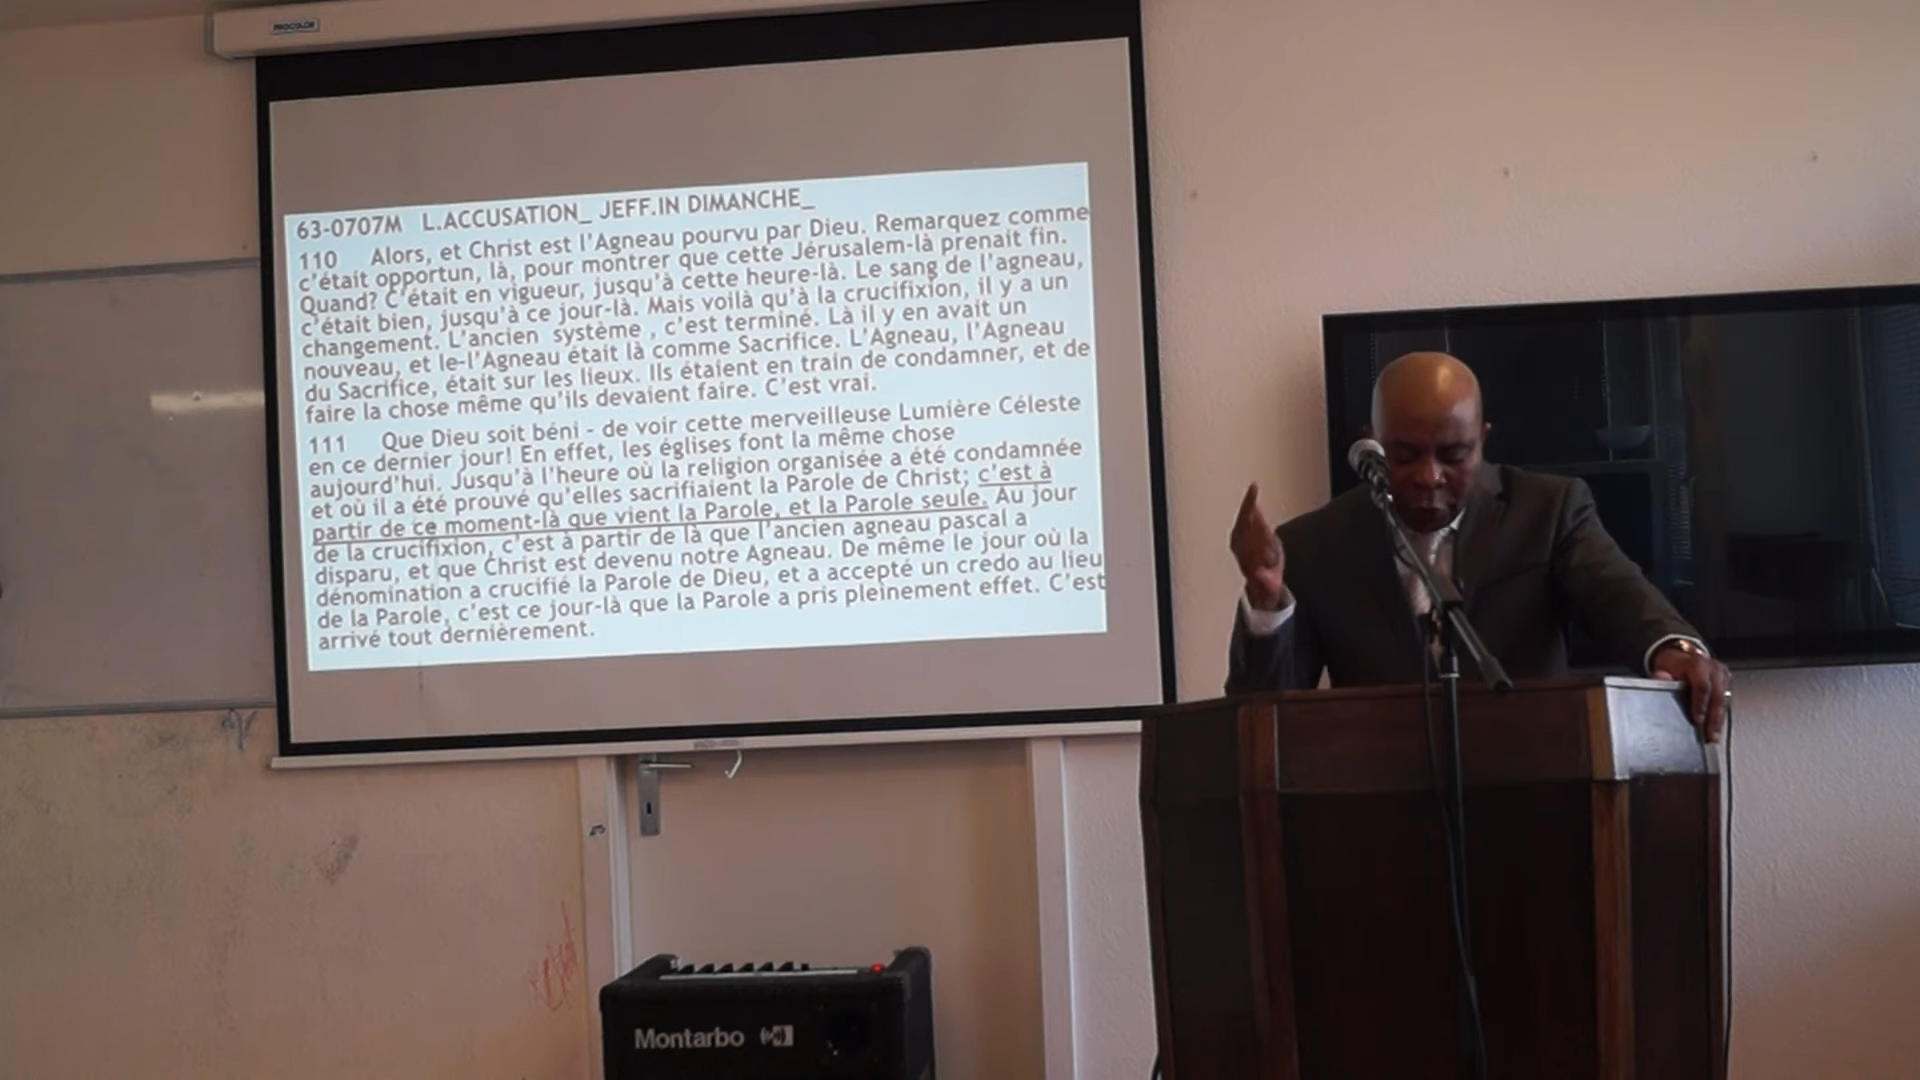 PROCOLOR
63-0707M L.ACCUSATION_ JEFF.IN DIMANCHE_
110 Alors, et Christ est l'Agneau pourvu par Dieu. Remarquez comme
c'était opportun, là, pour montrer que cette Jérusalem-là prenait fin.
Quand? C'était en vigueur, jusqu'à cette heure-là. Le sang de l'agneau,
c'était bien, jusqu'à ce jour-là. Mais voilà qu'à la crucifixion, il y a un
changement. L'ancien système , c'est terminé. Là il y en avait un
nouveau, et le-l'Agneau était là comme Sacrifice. L'Agneau, l'Agneau
du Sacrifice, était sur les lieux. Ils étaient en train de condamner, et de
faire la chose même qu'ils devaient faire. C'est vrai.
111 Que Dieu soit béni - de voir cette merveilleuse Lumière Céleste
en ce dernier jour! En effet, les églises font la même chose
aujourd'hui. Jusqu'à l'heure où la religion organisée a été condamnée
et où il a été prouvé qu'elles sacrifiaient la Parole de Christ; c'est à
partir de ce moment-là que vient la Parole, et la Parole seule. Au jour
de la crucifixion, c'est à partir de là que l'ancien agneau pascal a
disparu, et que Christ est devenu notre Agneau. De même le jour où la
dénomination a crucifié la Parole de Dieu, et a accepté un credo au lieu
de la Parole, c'est ce jour-là que la Parole a pris pleinement effet. C'est
arrivé tout dernièrement.
Montarbo